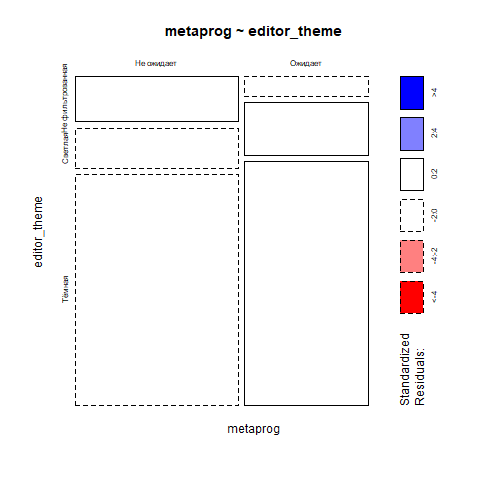 metaprog ~ editor_theme
Не ожидает
Ожидает
Не фильтрованная
Светлая
Тёмная
editor_theme
metaprog
>4
2:4
0:2
-2:0
-4:-2
<-4
Standardized
Residuals: